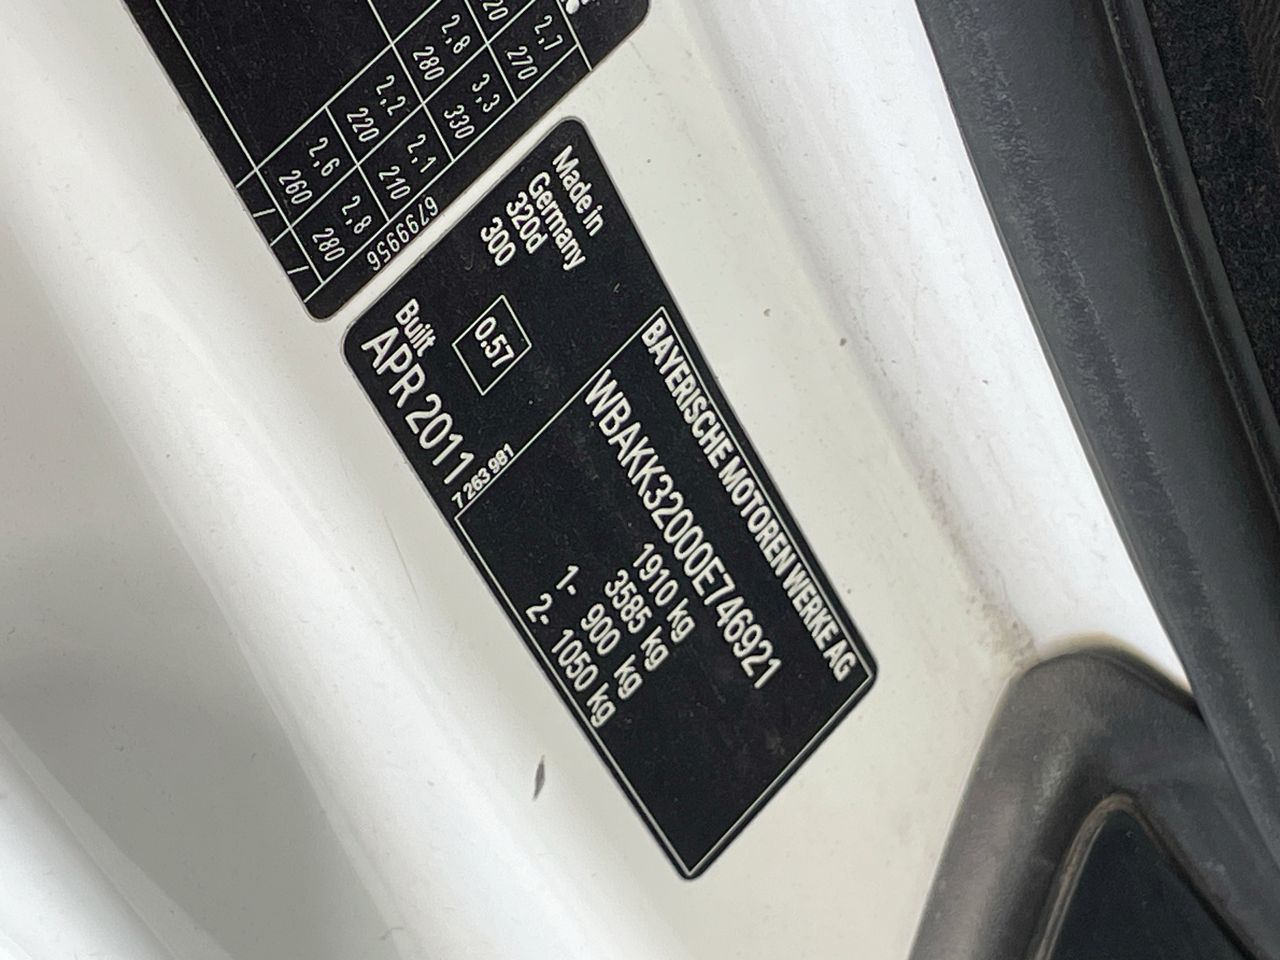 2,6 2,2 2,8 20
260 220 280
2,8 2,1 3,3 2,7
280 210 330 270
6799956
Made in
Germany
320d
300
0.57
Built
APR 2011
7 263 981
BAYERISCHE MOTOREN WERKE AG
WBAKK32000E746921
1910 kg
3585 kg
1- 900 kg
2- 1050 kg